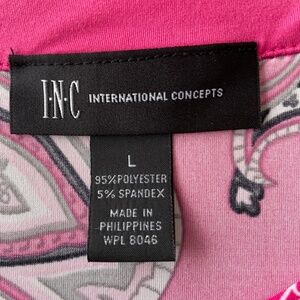 I·N·C INTERNATIONAL CONCEPTS
L
95%POLYESTER
5% SPANDEX
MADE IN
PHILIPPINES
WPL 8046